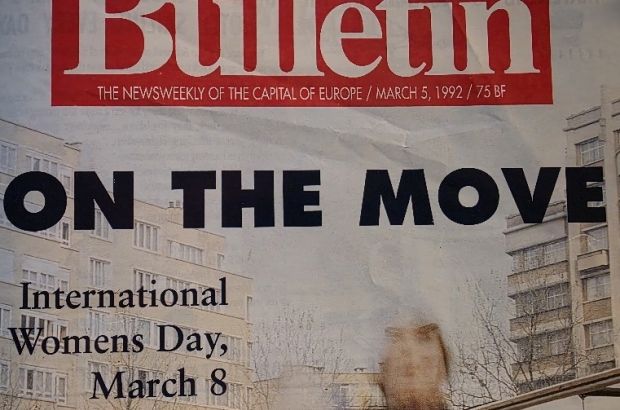 Bulletin
THE NEWSWEEKLY OF THE CAPITAL OF EUROPE / MARCH 5, 1992 / 75 BF
ON THE MOVE
International
Womens Day,
March 8